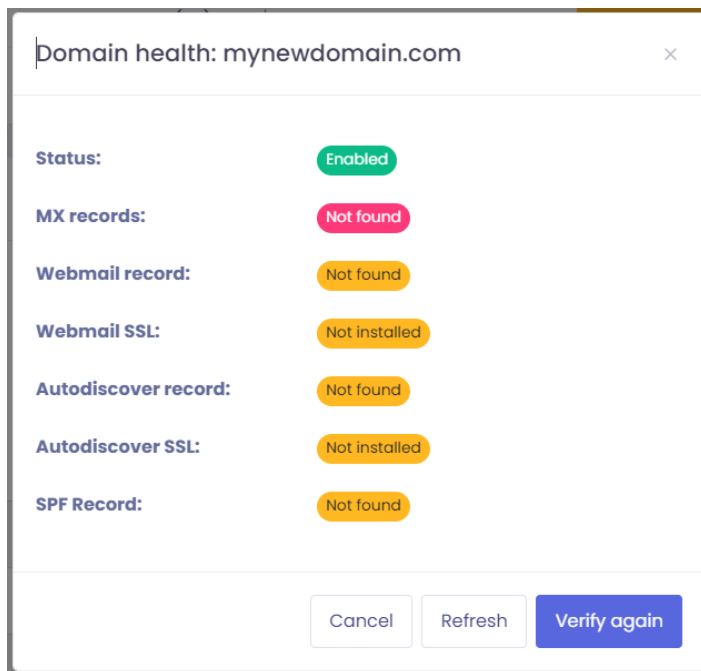 Domain health: mynewdomain.com ×
Status: Enabled
MX records: Not found
Webmail record: Not found
Webmail SSL: Not installed
Autodiscover record: Not found
Autodiscover SSL: Not installed
SPF Record: Not found
Cancel Refresh Verify again